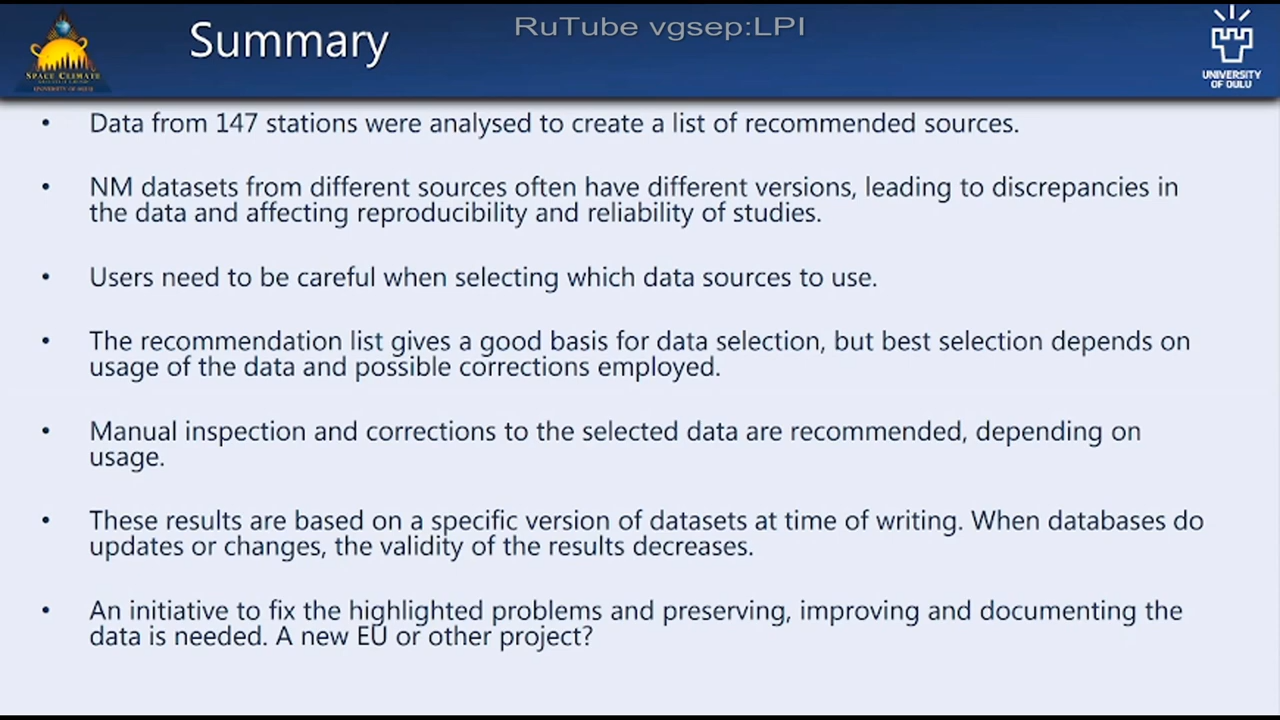 RuTube vgsep:LPI
Summary
SPACE CLIMATE
UNIVERSITY OF OULU
UNIVERSITY
OF OULU
• Data from 147 stations were analysed to create a list of recommended sources.
• NM datasets from different sources often have different versions, leading to discrepancies in
the data and affecting reproducibility and reliability of studies.
• Users need to be careful when selecting which data sources to use.
• The recommendation list gives a good basis for data selection, but best selection depends on
usage of the data and possible corrections employed.
• Manual inspection and corrections to the selected data are recommended, depending on
usage.
• These results are based on a specific version of datasets at time of writing. When databases do
updates or changes, the validity of the results decreases.
• An initiative to fix the highlighted problems and preserving, improving and documenting the
data is needed. A new EU or other project?